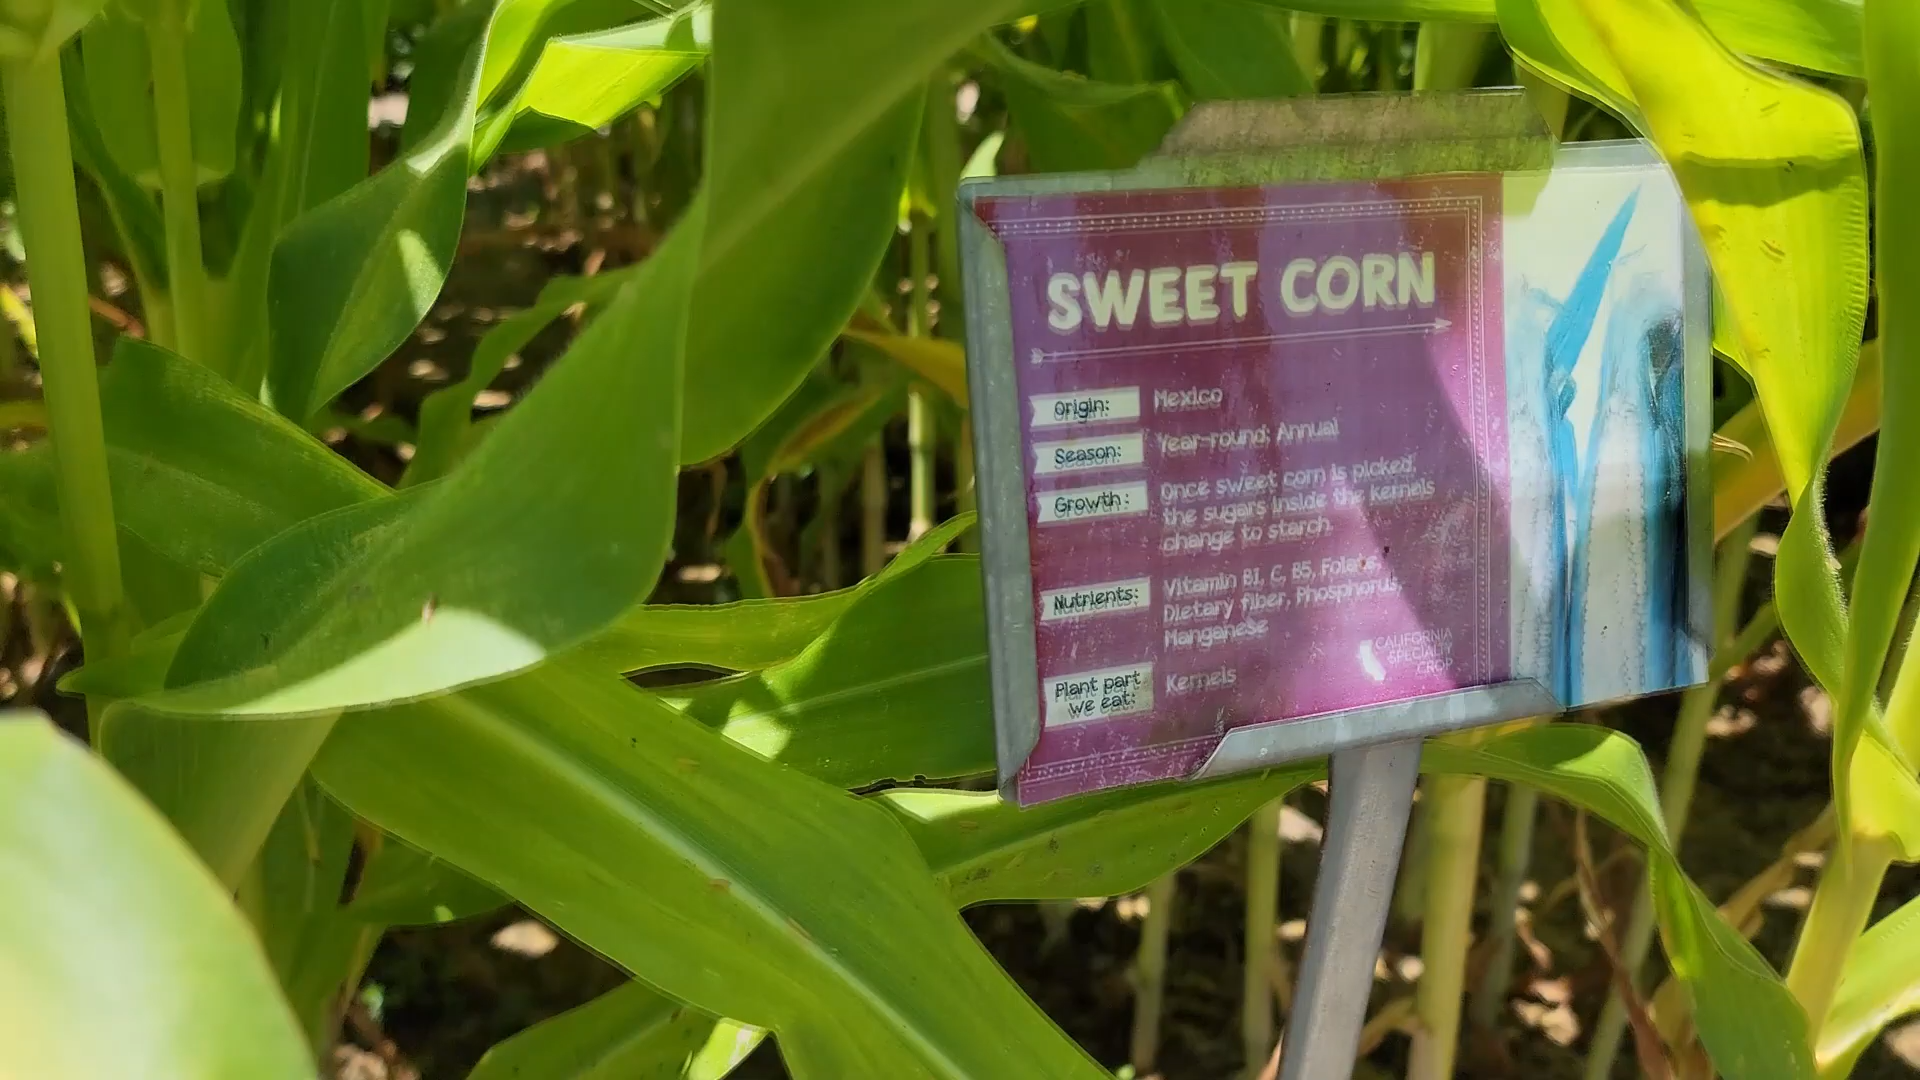 SWEET CORN
Origin: Mexico
Season: Year-round; Annual
Growth: Once sweet corn is picked,
the sugars inside the kernels
change to starch.
Nutrients: Vitamin B1, C, B5, Folate,
Dietary fiber, Phosphorus,
Manganese
CALIFORNIA
SPECIALTY
CROP
Plant part
we eat: Kernels